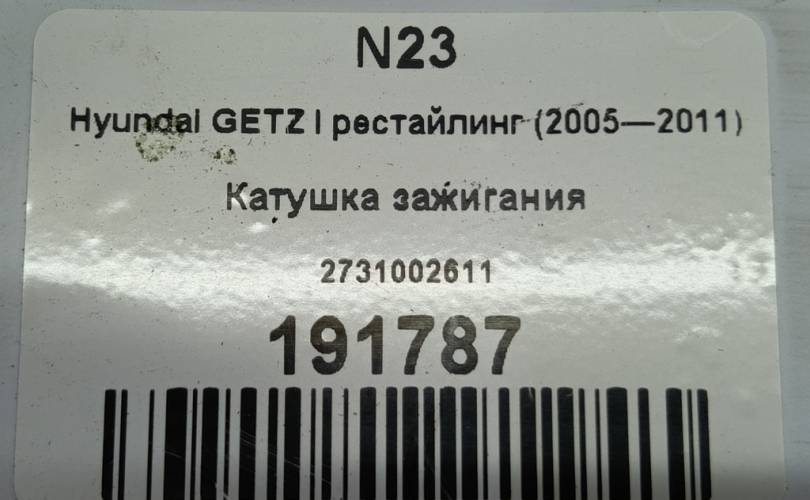 N23
Hyundai GETZ I рестайлинг (2005—2011)
Катушка зажигания
2731002611
191787